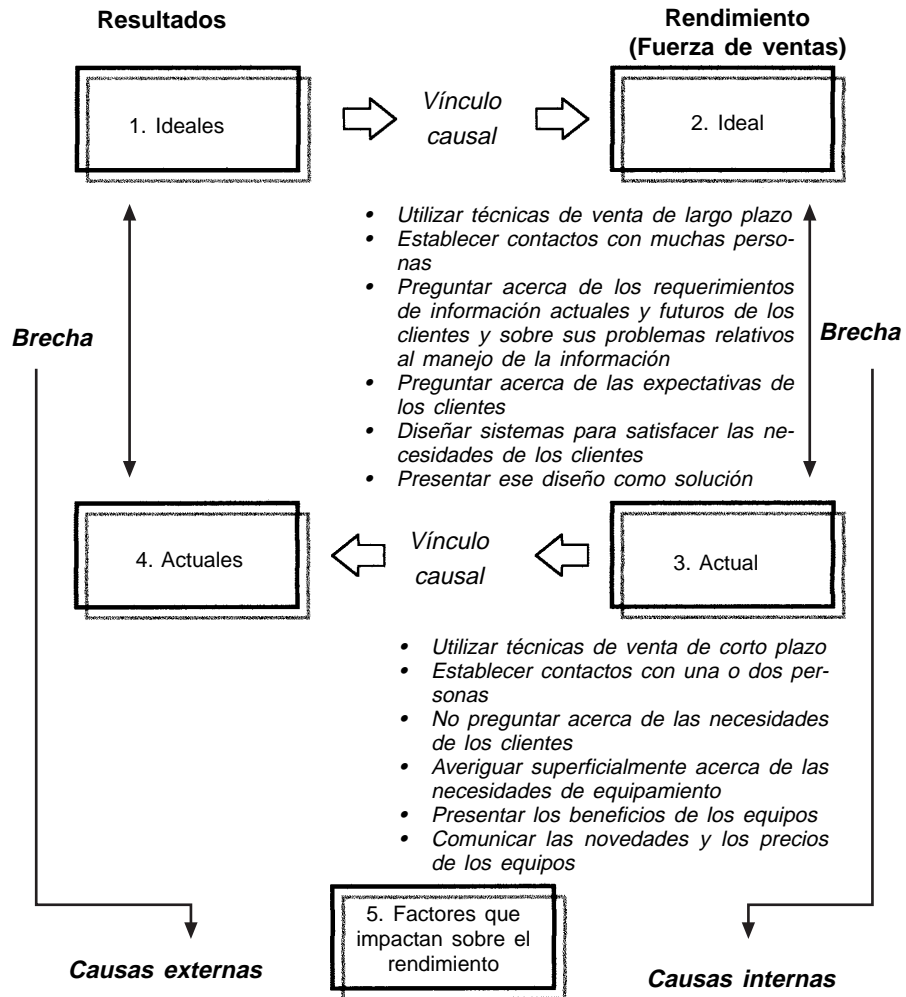 Resultados
Rendimiento
(Fuerza de ventas)
1. Ideales
Vínculo
causal
2. Ideal
• Utilizar técnicas de venta de largo plazo
• Establecer contactos con muchas perso-
nas
• Preguntar acerca de los requerimientos
de información actuales y futuros de los
clientes y sobre sus problemas relativos
al manejo de la información
• Preguntar acerca de las expectativas de
los clientes
• Diseñar sistemas para satisfacer las ne-
cesidades de los clientes
• Presentar ese diseño como solución
Brecha
Brecha
4. Actuales
Vínculo
causal
3. Actual
• Utilizar técnicas de venta de corto plazo
• Establecer contactos con una o dos per-
sonas
• No preguntar acerca de las necesidades
de los clientes
• Averiguar superficialmente acerca de las
necesidades de equipamiento
• Presentar los beneficios de los equipos
• Comunicar las novedades y los precios
de los equipos
5. Factores que
impactan sobre el
rendimiento
Causas externas
Causas internas